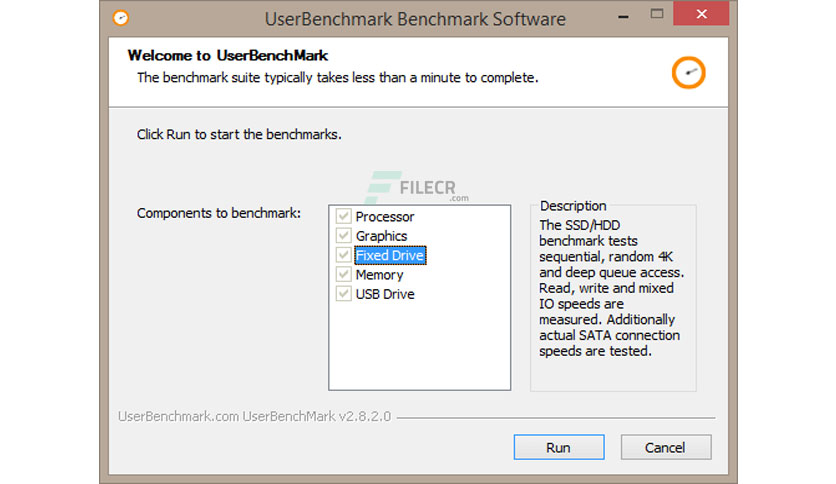 UserBenchmark Benchmark Software
Welcome to UserBenchMark
The benchmark suite typically takes less than a minute to complete.
Click Run to start the benchmarks.
FILECR
.com
Components to benchmark:
Processor
Graphics
Fixed Drive
Memory
USB Drive
Description
The SSD/HDD
benchmark tests
sequential, random 4K
and deep queue access.
Read, write and mixed
IO speeds are
measured. Additionally
actual SATA connection
speeds are tested.
UserBenchmark.com UserBenchMark v2.8.2.0
Run
Cancel